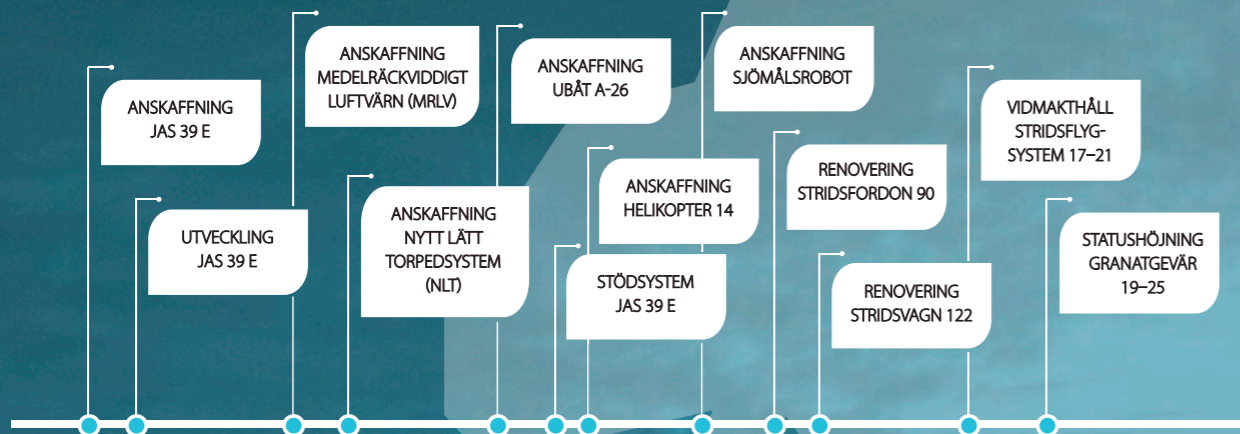 ANSKAFFNING
JAS 39 E
UTVECKLING
JAS 39 E
ANSKAFFNING
MEDELRÄCKVIDDIGT
LUFTVÄRN (MRLV)
ANSKAFFNING
NYTT LÄTT
TORPEDSYSTEM
(NLT)
ANSKAFFNING
UBÅT A-26
STÖDSYSTEM
JAS 39 E
ANSKAFFNING
HELIKOPTER 14
ANSKAFFNING
SJÖMÅLSROBOT
RENOVERING
STRIDSFORDON 90
RENOVERING
STRIDSVAGN 122
VIDMAKTHÅLL
STRIDSFLYG-
SYSTEM 17–21
STATUSHÖJNING
GRANATGEVÄR
19–25